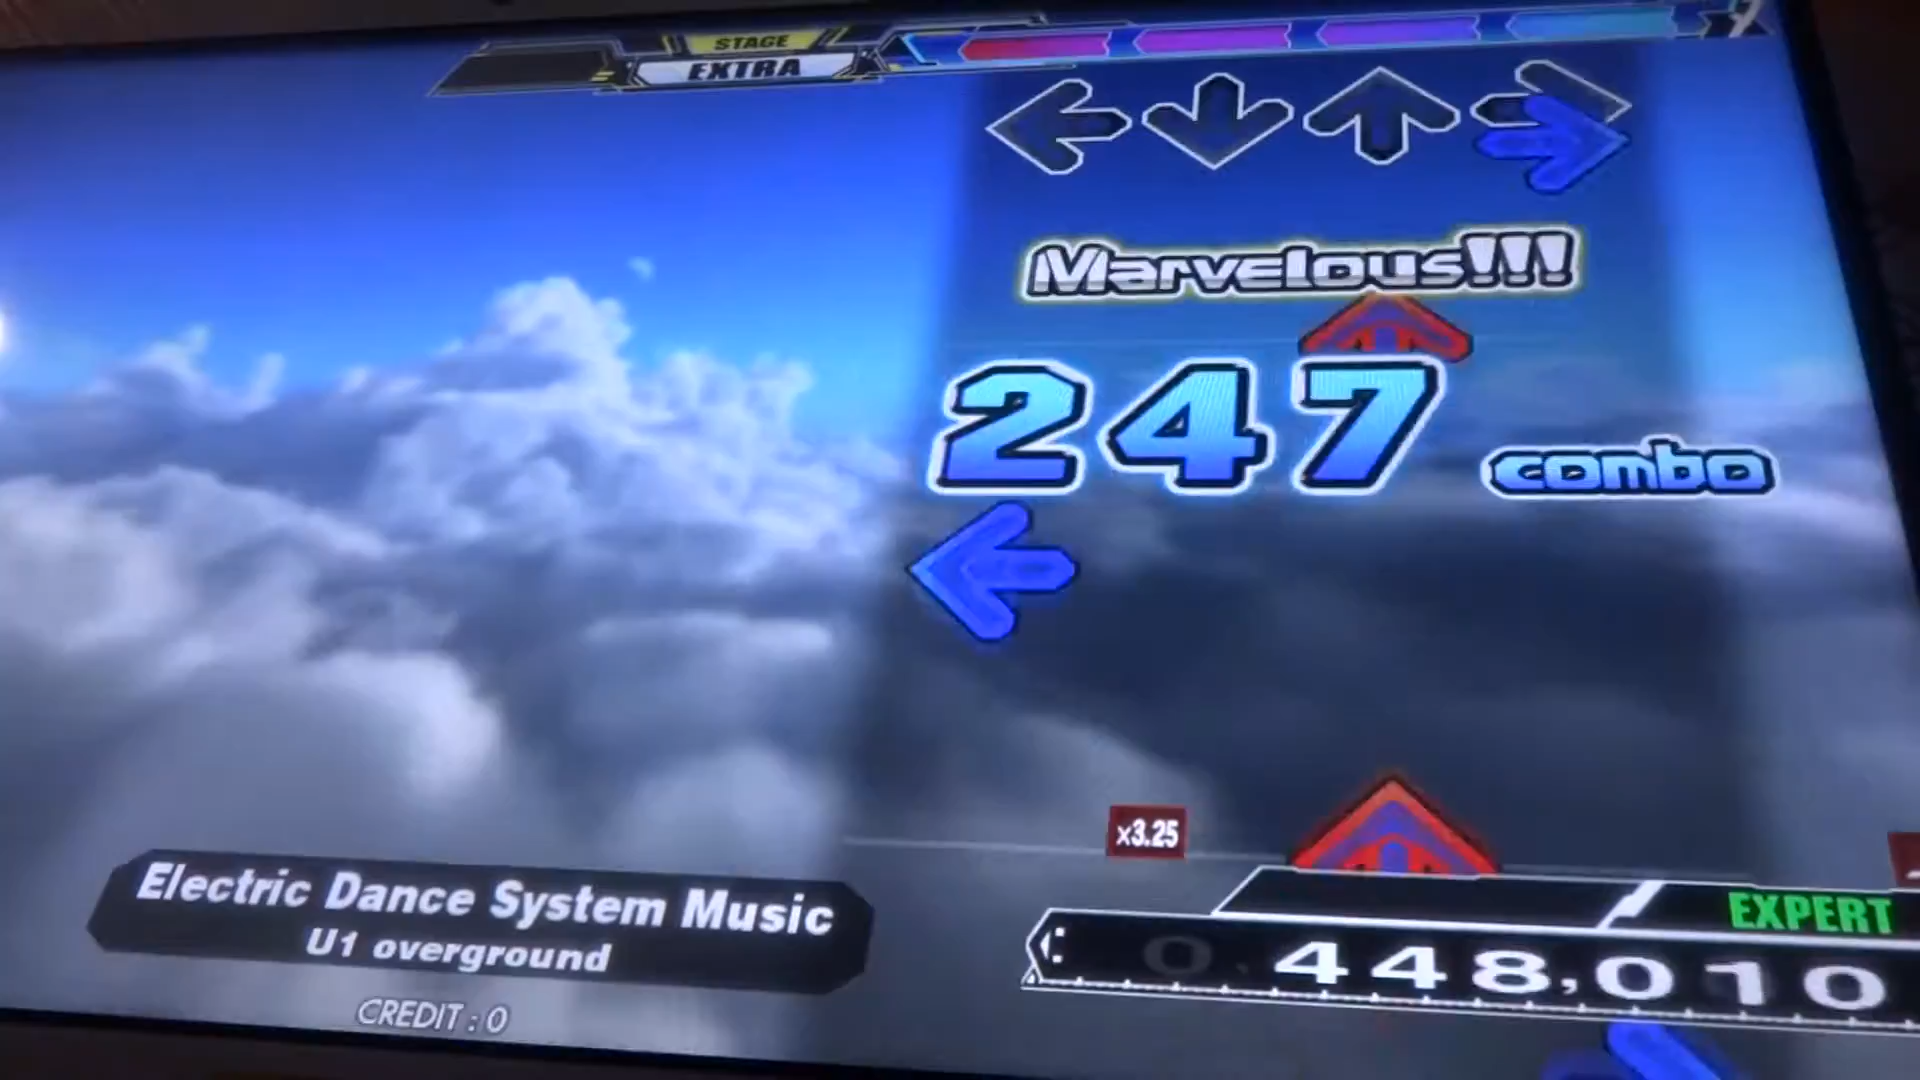 STAGE
EXTRA
Marvelous!!!
247 combo
x3.25
Electric Dance System Music
U1 overground
EXPERT
0,448,010
CREDIT : 0